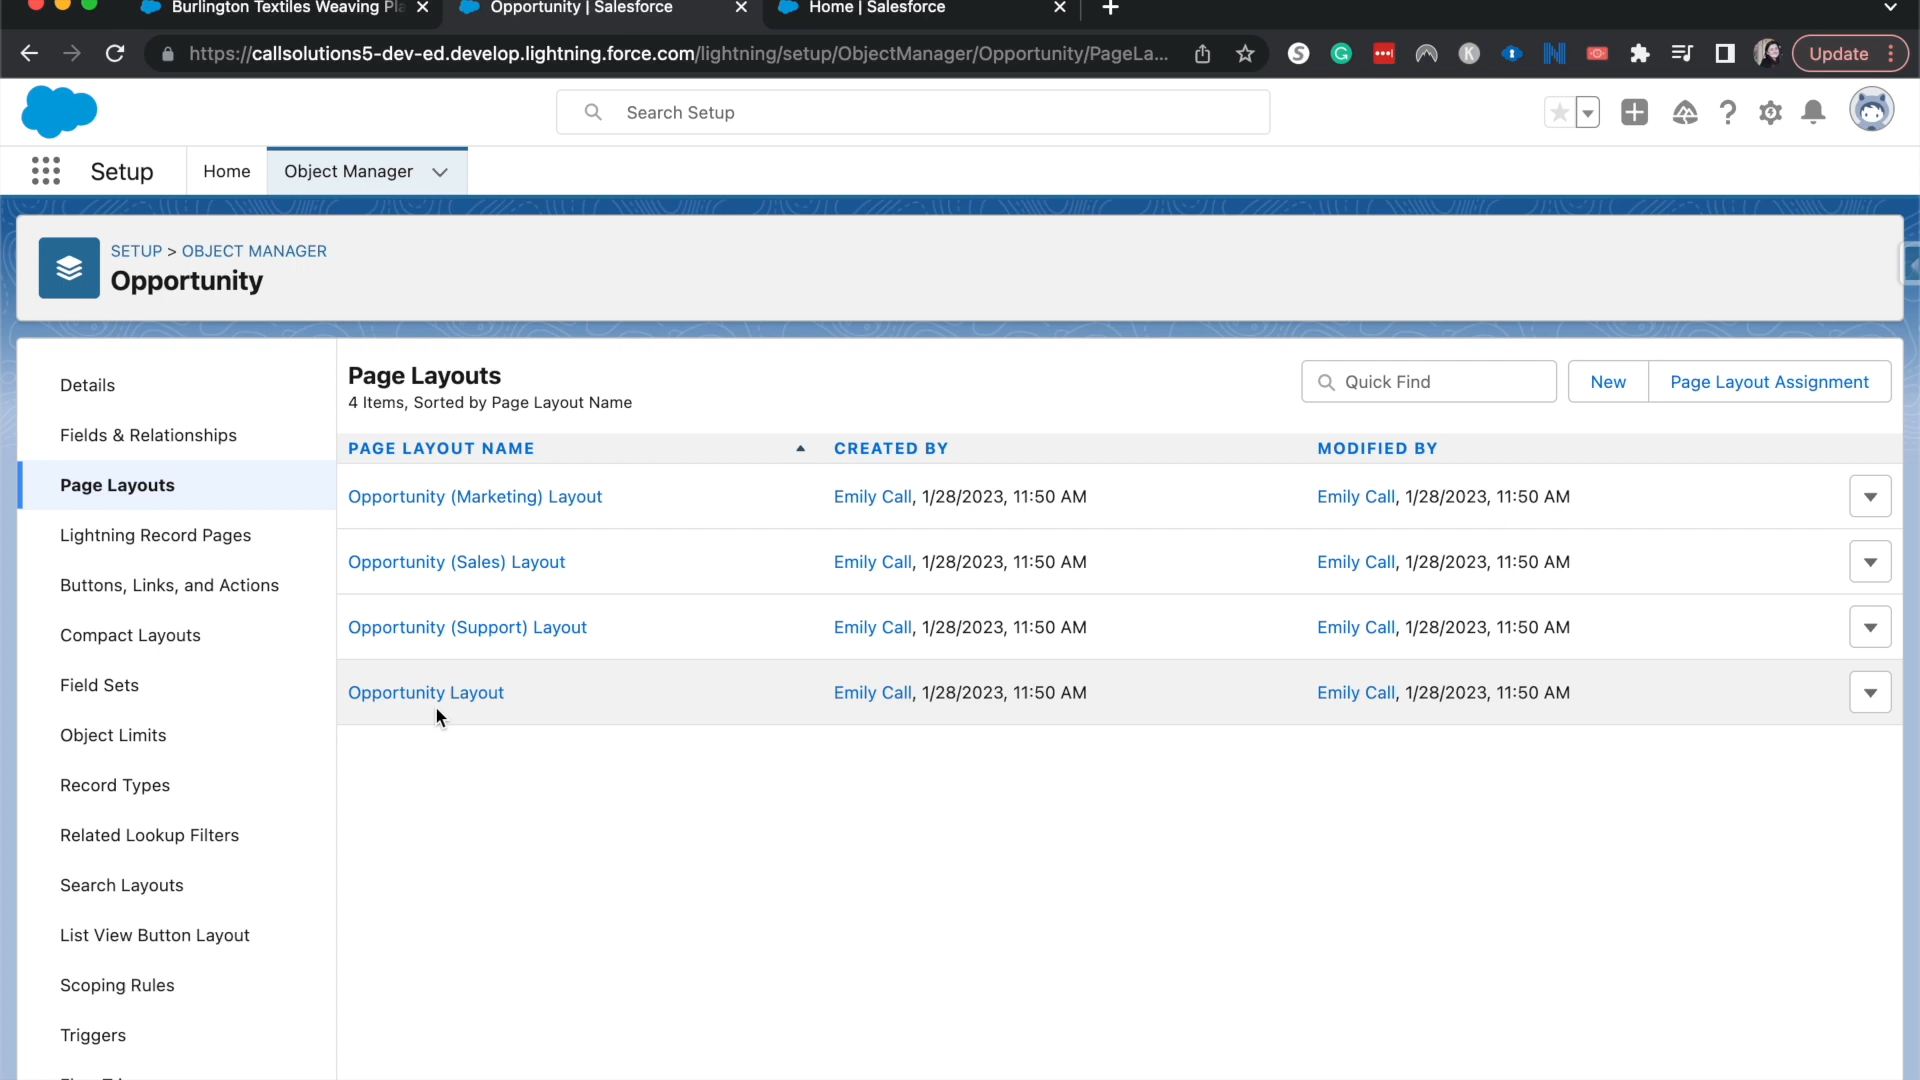 Burlington Textiles Weaving Pla
Opportunity | Salesforce
Home | Salesforce
https://callsolutions5-dev-ed.develop.lightning.force.com/lightning/setup/ObjectManager/Opportunity/PageLa...
Update
Search Setup
Setup
Home
Object Manager
SETUP > OBJECT MANAGER
Opportunity
Details
Fields & Relationships
Page Layouts
Lightning Record Pages
Buttons, Links, and Actions
Compact Layouts
Field Sets
Object Limits
Record Types
Related Lookup Filters
Search Layouts
List View Button Layout
Scoping Rules
Triggers
Page Layouts
4 Items, Sorted by Page Layout Name
Quick Find
New
Page Layout Assignment
PAGE LAYOUT NAME CREATED BY MODIFIED BY
Opportunity (Marketing) Layout Emily Call, 1/28/2023, 11:50 AM Emily Call, 1/28/2023, 11:50 AM
Opportunity (Sales) Layout Emily Call, 1/28/2023, 11:50 AM Emily Call, 1/28/2023, 11:50 AM
Opportunity (Support) Layout Emily Call, 1/28/2023, 11:50 AM Emily Call, 1/28/2023, 11:50 AM
Opportunity Layout Emily Call, 1/28/2023, 11:50 AM Emily Call, 1/28/2023, 11:50 AM